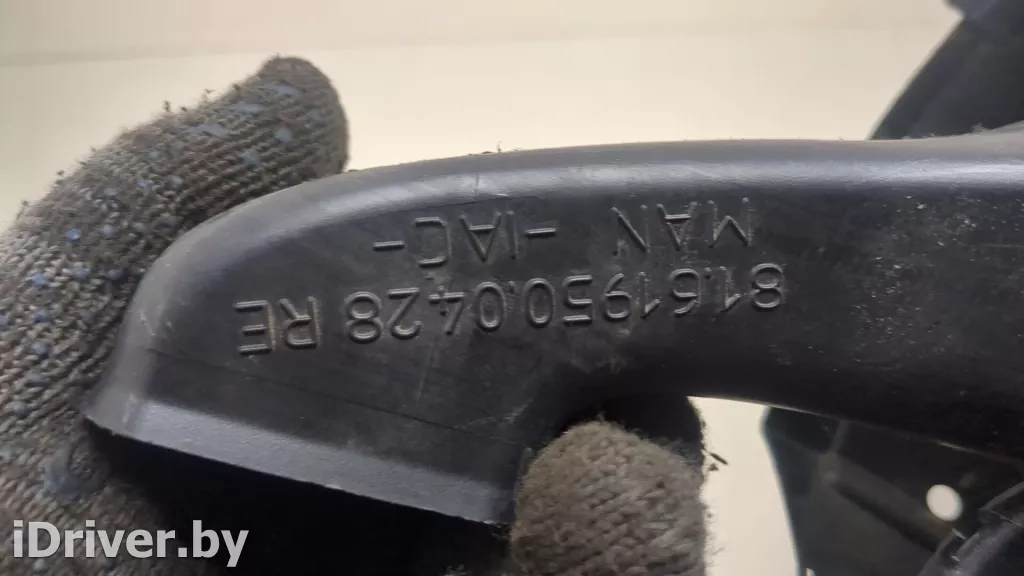 81.61950.0428 RE
MAN -IAC-
iDriver.by